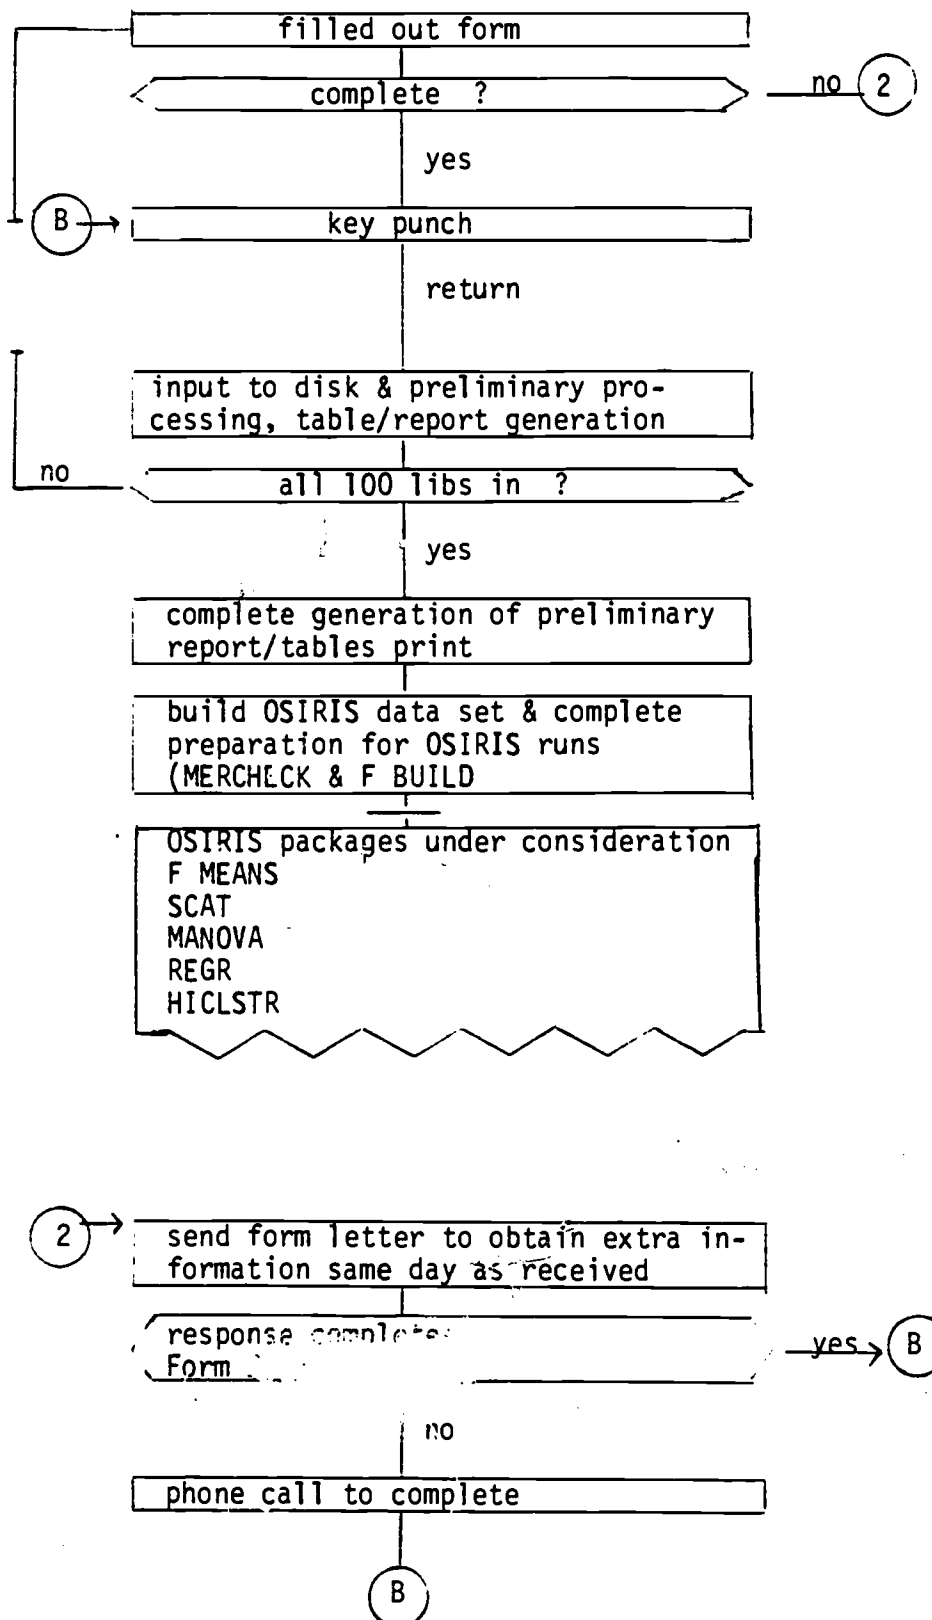 filled out form
complete ?
no 2
yes
B
key punch
return
input to disk & preliminary pro-
cessing, table/report generation
no
all 100 libs in ?
yes
complete generation of preliminary
report/tables print
build OSIRIS data set & complete
preparation for OSIRIS runs
(MERCHECK & F BUILD
OSIRIS packages under consideration
F MEANS
SCAT
MANOVA
REGR
HICLSTR
2
send form letter to obtain extra in-
formation same day as received
response completes
Form
yes B
no
phone call to complete
B